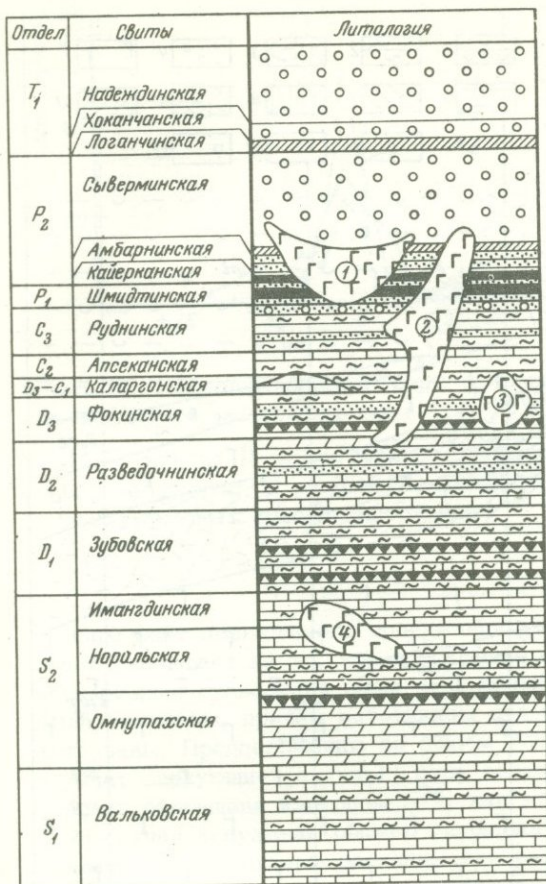 Отдел Свиты Литология
T₁ Надеждинская
Хоканчанская
Логанчинская
P₂ Сыверминская
Амбарнинская
Кайерканская
P₁ Шмидтинская
C₃ Руднинская
C₂ Апсеканская
D₃–C₁ Каларгонская
D₃ Фокинская
D₂ Разведочнинская
D₁ Зубовская
S₂ Имангдинская
Норальская
Омнутахская
S₁ Вальковская
1
2
3
4